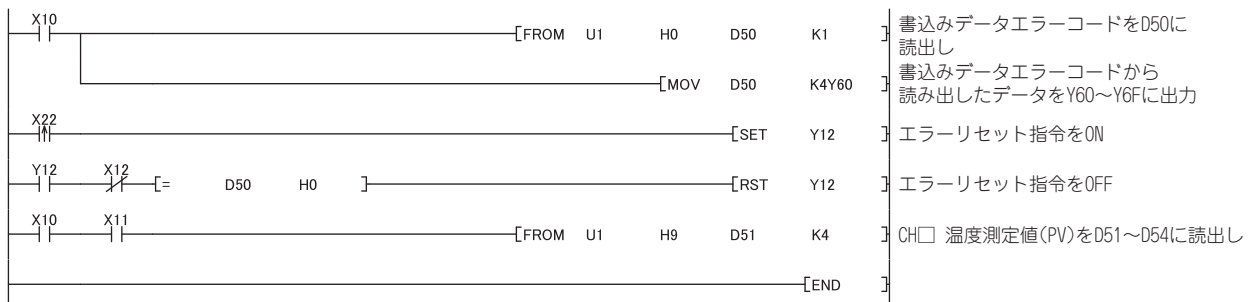 X10
[FROM U1 H0 D50 K1 ]
書込みデータエラーコードをD50に
読出し
[MOV D50 K4Y60 ]
書込みデータエラーコードから
読み出したデータをY60～Y6Fに出力
X22
[SET Y12 ]
エラーリセット指令をON
Y12 X12
[= D50 H0 ]
[RST Y12 ]
エラーリセット指令をOFF
X10 X11
[FROM U1 H9 D51 K4 ]
CH□ 温度測定値(PV)をD51～D54に読出し
[END ]